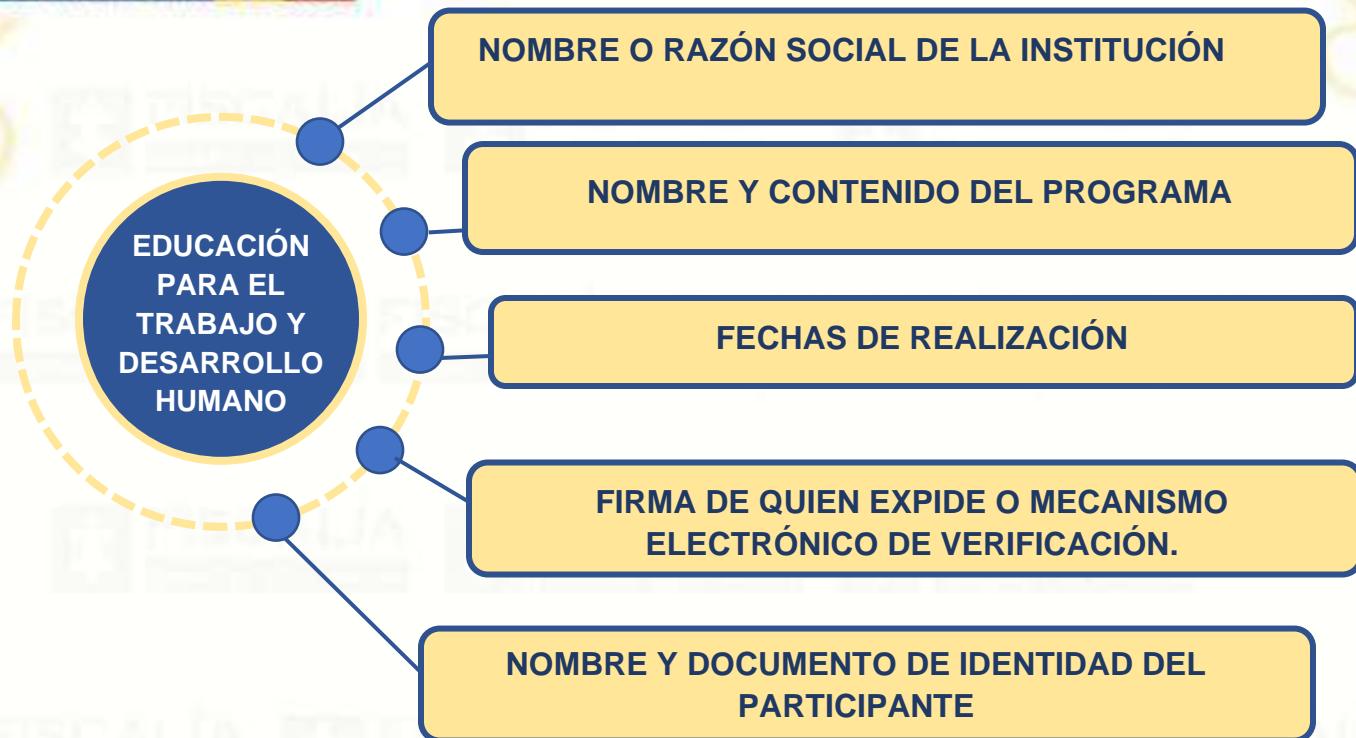 NOMBRE O RAZÓN SOCIAL DE LA INSTITUCIÓN
NOMBRE Y CONTENIDO DEL PROGRAMA
EDUCACIÓN
PARA EL
TRABAJO Y
DESARROLLO
HUMANO
FECHAS DE REALIZACIÓN
FIRMA DE QUIEN EXPIDE O MECANISMO
ELECTRÓNICO DE VERIFICACIÓN.
NOMBRE Y DOCUMENTO DE IDENTIDAD DEL
PARTICIPANTE